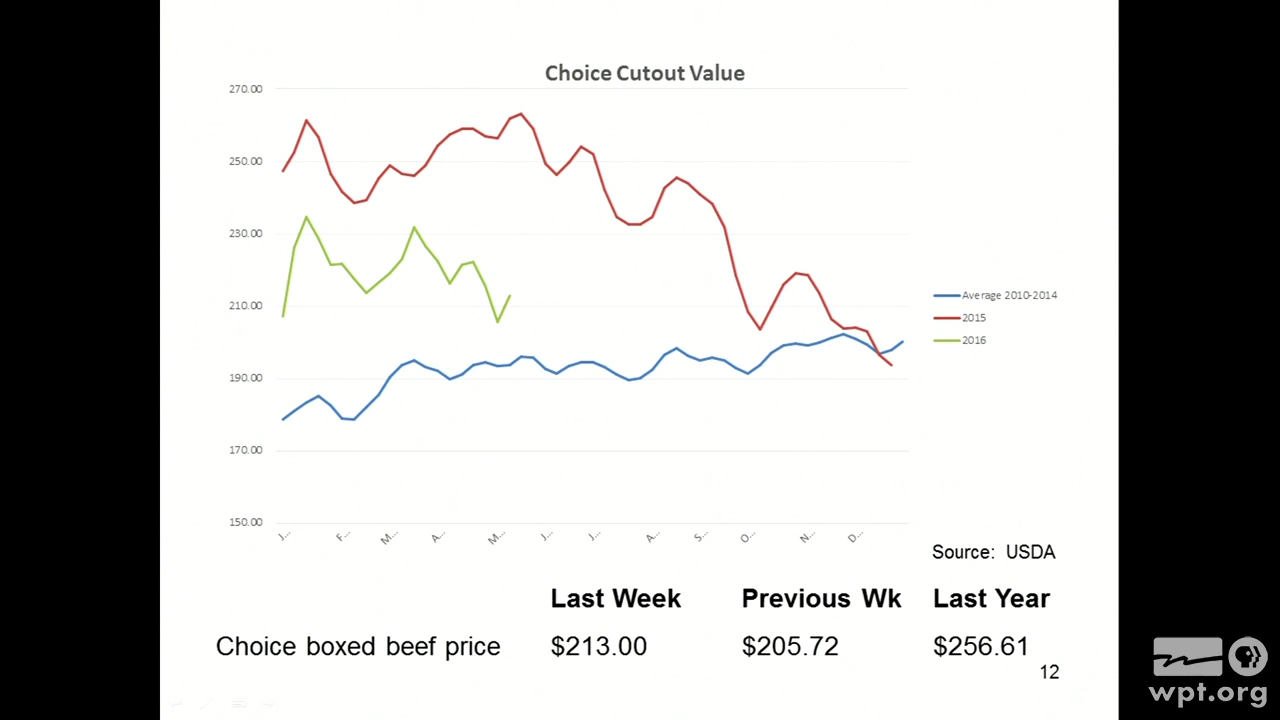 Choice Cutout Value
270.00
250.00
230.00
210.00
190.00
170.00
150.00
J... F... M... A... M... J... J... A... S... O... N... D...
Average 2010-2014
2015
2016
Source: USDA
Last Week Previous Wk Last Year
Choice boxed beef price $213.00 $205.72 $256.61
12
wpt.org